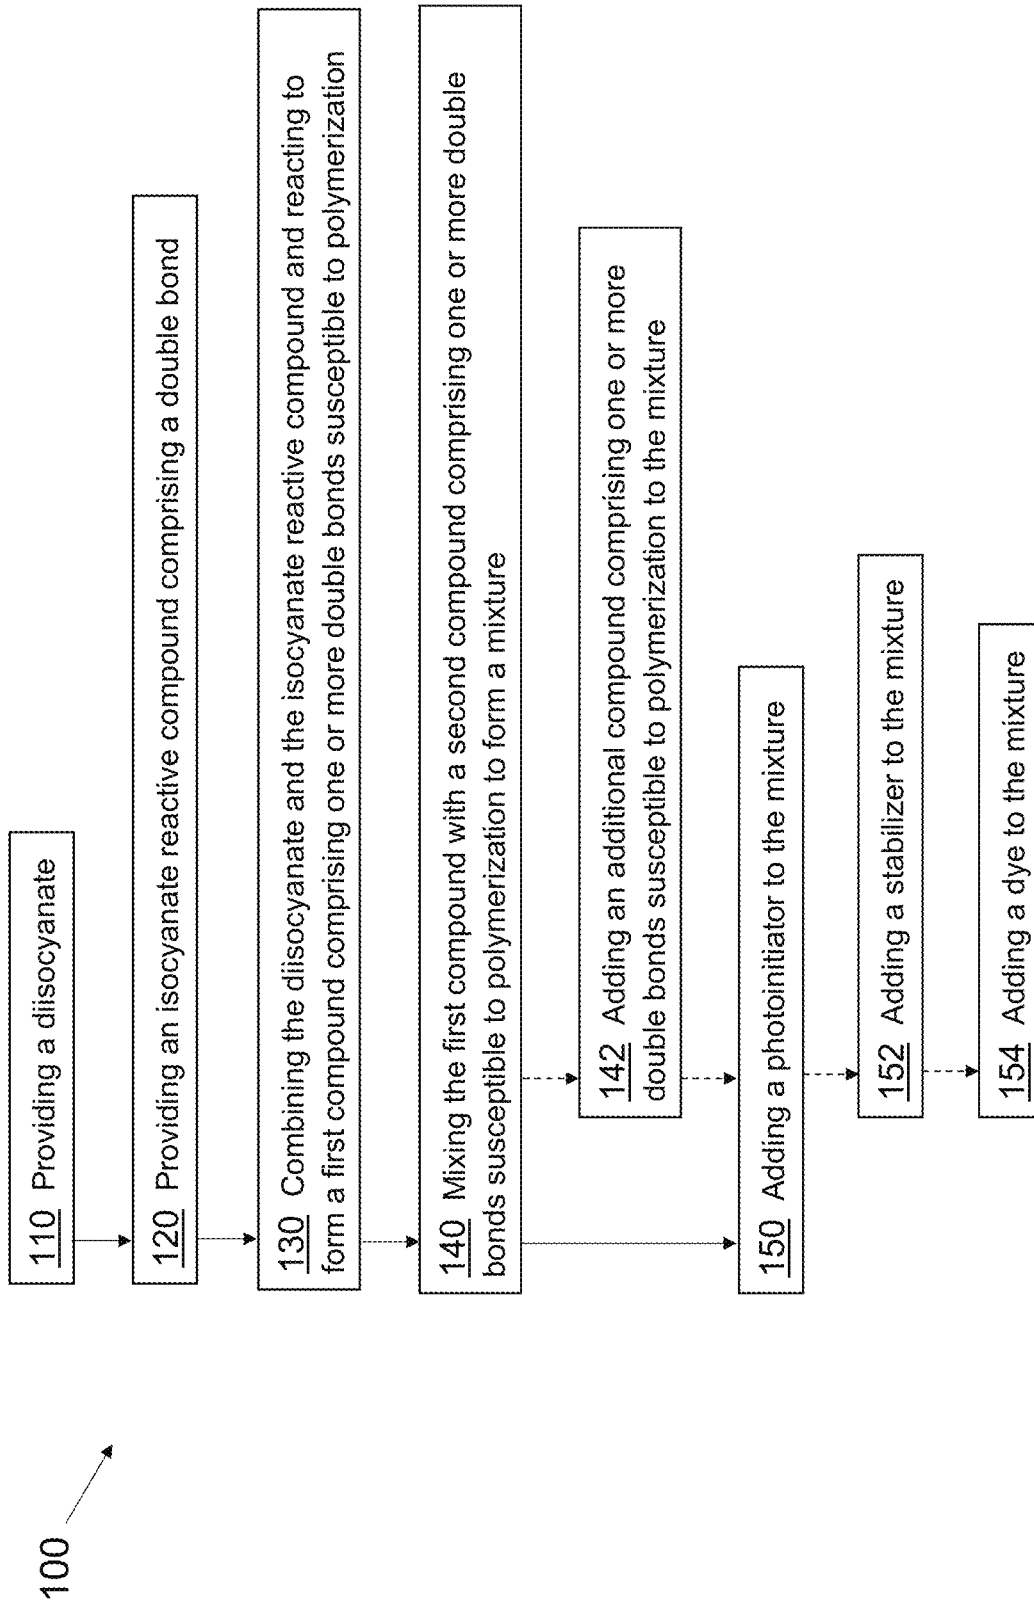 100
110 Providing a diisocyanate
120 Providing an isocyanate reactive compound comprising a double bond
130 Combining the diisocyanate and the isocyanate reactive compound and reacting to
form a first compound comprising one or more double bonds susceptible to polymerization
140 Mixing the first compound with a second compound comprising one or more double
bonds susceptible to polymerization to form a mixture
142 Adding an additional compound comprising one or more
double bonds susceptible to polymerization to the mixture
150 Adding a photoinitiator to the mixture
152 Adding a stabilizer to the mixture
154 Adding a dye to the mixture